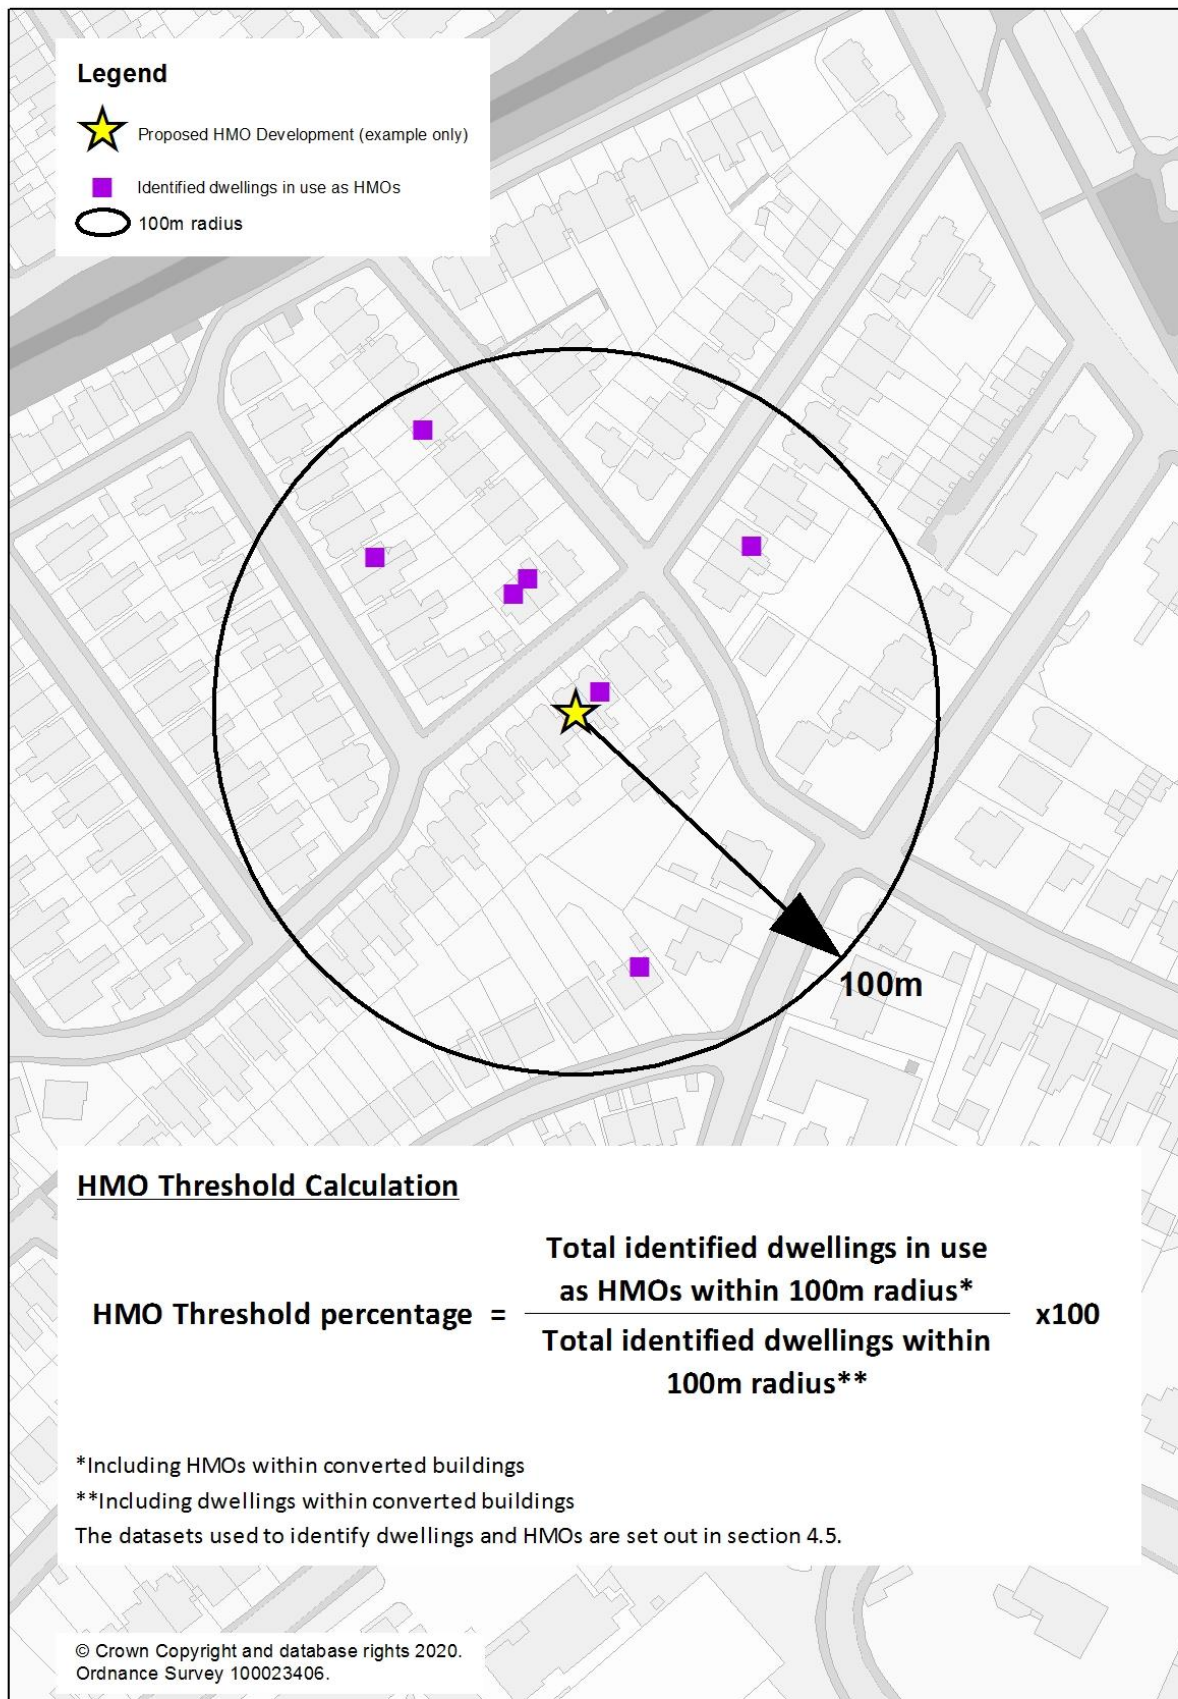 Legend
Proposed HMO Development (example only)
Identified dwellings in use as HMOs
100m radius
100m
HMO Threshold Calculation
Total identified dwellings in use
as HMOs within 100m radius*
HMO Threshold percentage = x100
Total identified dwellings within
100m radius**
*Including HMOs within converted buildings
**Including dwellings within converted buildings
The datasets used to identify dwellings and HMOs are set out in section 4.5.
© Crown Copyright and database rights 2020.
Ordnance Survey 100023406.